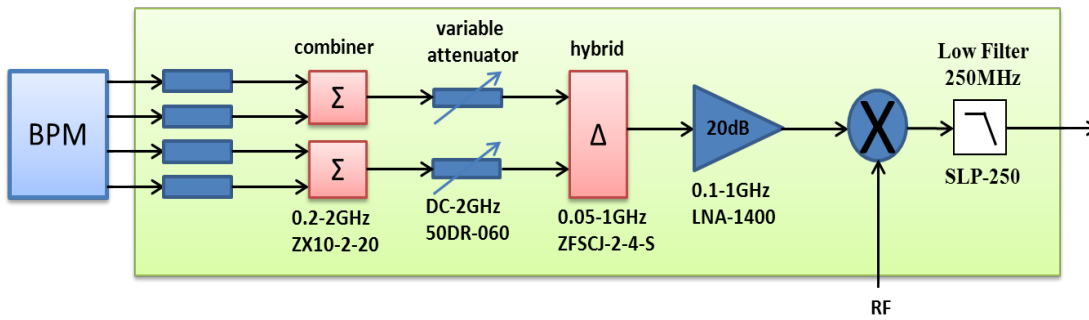 combiner
variable
attenuator
hybrid
Low Filter
250MHz
BPM
Σ
Σ
Δ
20dB
X
SLP-250
0.2-2GHz
ZX10-2-20
DC-2GHz
50DR-060
0.05-1GHz
ZFSCJ-2-4-S
0.1-1GHz
LNA-1400
RF